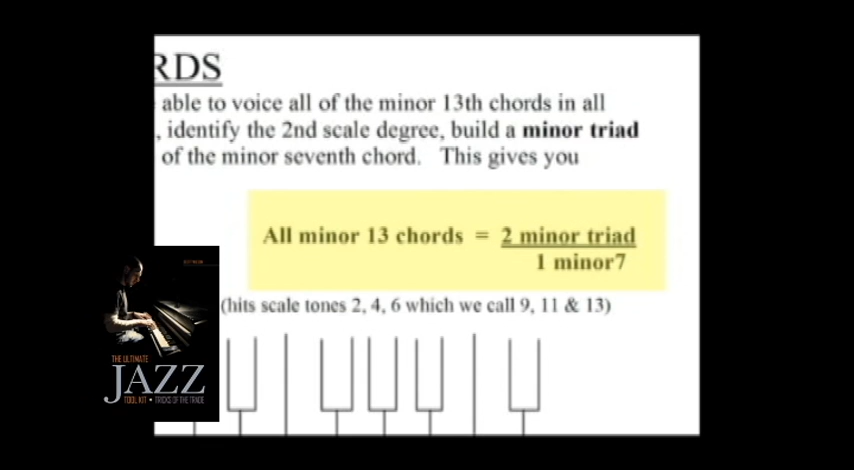 RDS
able to voice all of the minor 13th chords in all
, identify the 2nd scale degree, build a minor triad
of the minor seventh chord. This gives you
All minor 13 chords = 2 minor triad
1 minor7
(hits scale tones 2, 4, 6 which we call 9, 11 & 13)
THE ULTIMATE
JAZZ
TOOL KIT • TRICKS OF THE TRADE